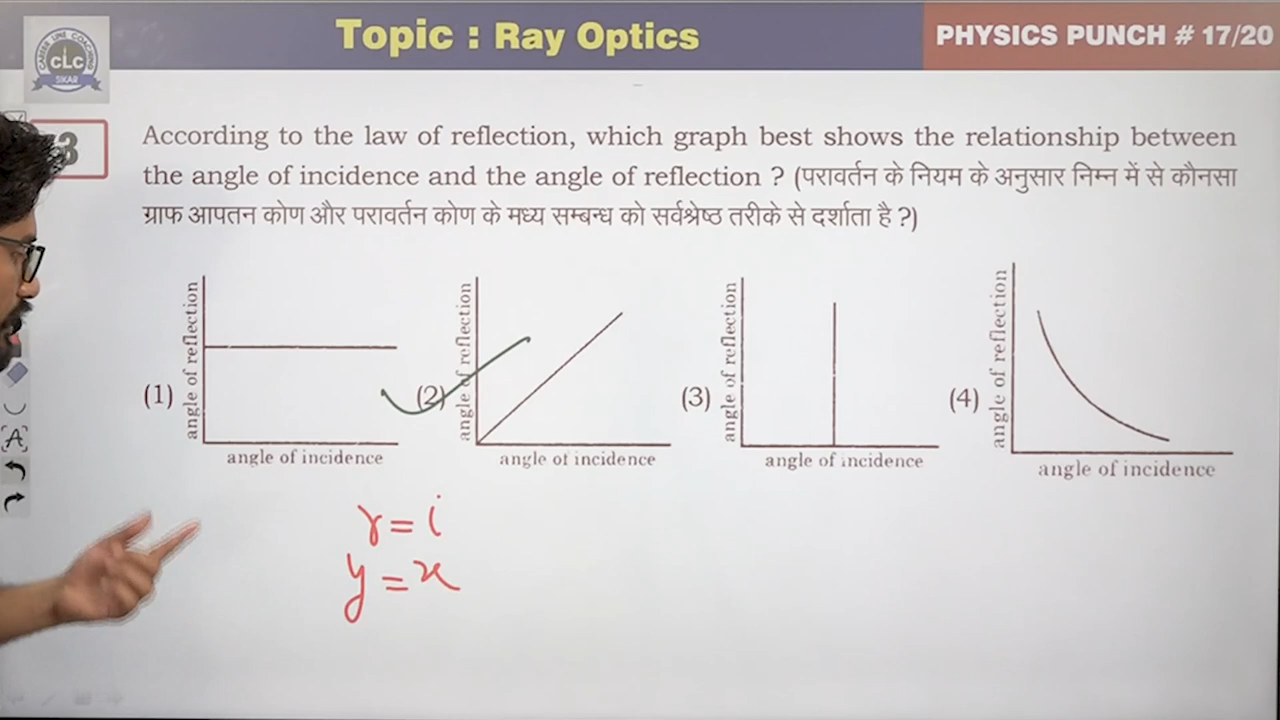 Topic : Ray Optics
PHYSICS PUNCH # 17/20
CAREER LINE COACHING
CLC
SIKAR
3
According to the law of reflection, which graph best shows the relationship between
the angle of incidence and the angle of reflection ? (परावर्तन के नियम के अनुसार निम्न में से कौनसा
ग्राफ आपतन कोण और परावर्तन कोण के मध्य सम्बन्ध को सर्वश्रेष्ठ तरीके से दर्शाता है ?)
(1)
angle of reflection
angle of incidence
(2)
angle of reflection
angle of incidence
(3)
angle of reflection
angle of incidence
(4)
angle of reflection
angle of incidence
A
r = i
y = x